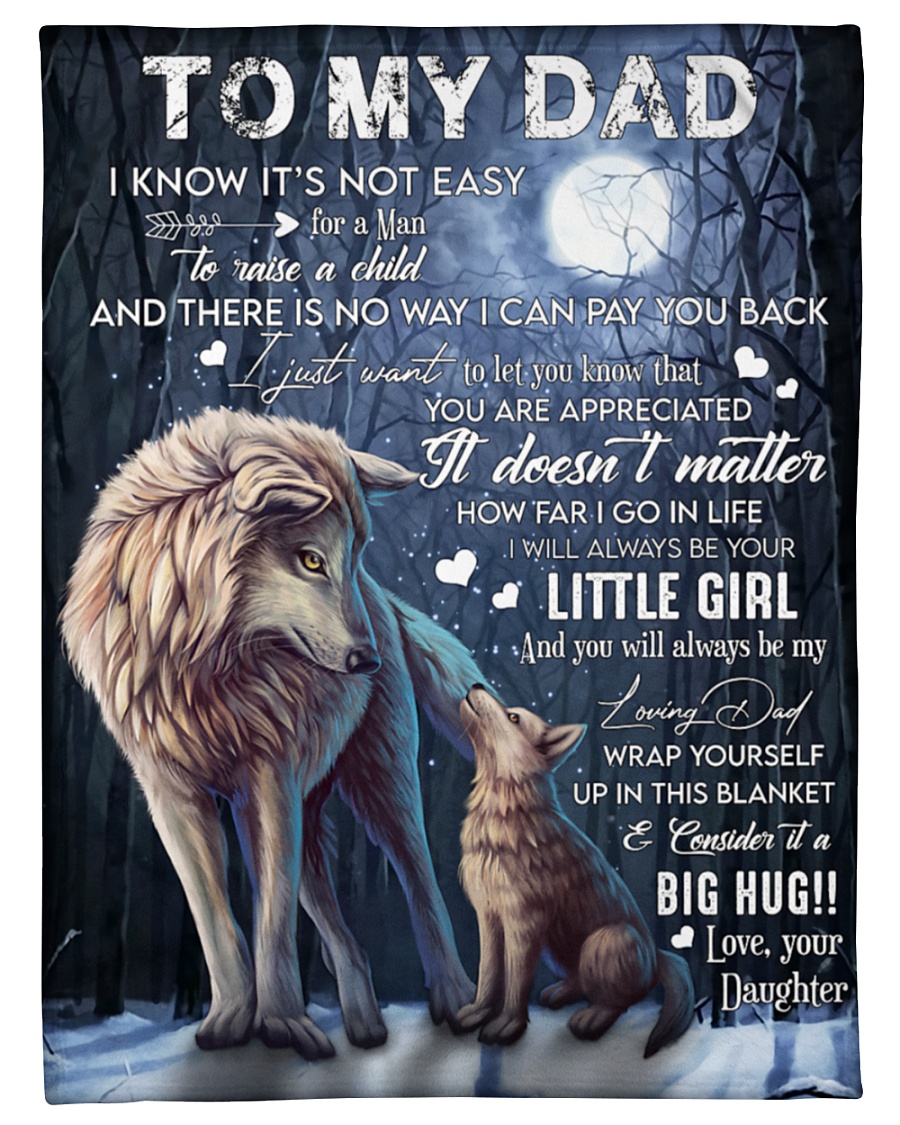 TO MY DAD
I KNOW IT'S NOT EASY
for a Man
To raise a child
AND THERE IS NO WAY I CAN PAY YOU BACK
I just want to let you know that
YOU ARE APPRECIATED
It doesn't matter
HOW FAR I GO IN LIFE
I WILL ALWAYS BE YOUR
LITTLE GIRL
And you will always be my
Loving Dad
WRAP YOURSELF
UP IN THIS BLANKET
& Consider it a
BIG HUG!!
Love, your
Daughter